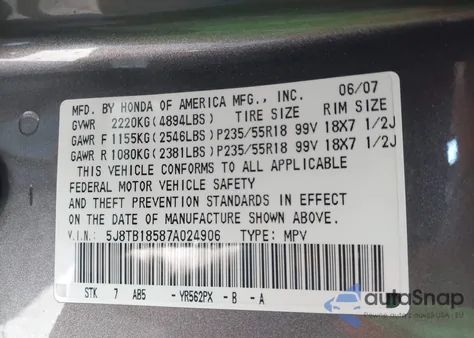 MFD. BY HONDA OF AMERICA MFG., INC. 06/07
GVWR 2220KG(4894LBS) TIRE SIZE RIM SIZE
GAWR F 1155KG(2546LBS)P235/55R18 99V 18X7 1/2J
GAWR R 1080KG(2381LBS)P235/55R18 99V 18X7 1/2J
THIS VEHICLE CONFORMS TO ALL APPLICABLE
FEDERAL MOTOR VEHICLE SAFETY
AND THEFT PREVENTION STANDARDS IN EFFECT
ON THE DATE OF MANUFACTURE SHOWN ABOVE.
V.I.N.: 5J8TB18587A024906 TYPE: MPV
STK 7 AB5 -YR562PX -B -A
autoSnap